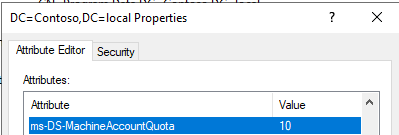 DC=Contoso,DC=local Properties
Attribute Editor Security
Attributes:
Attribute Value
ms-DS-MachineAccountQuota 10